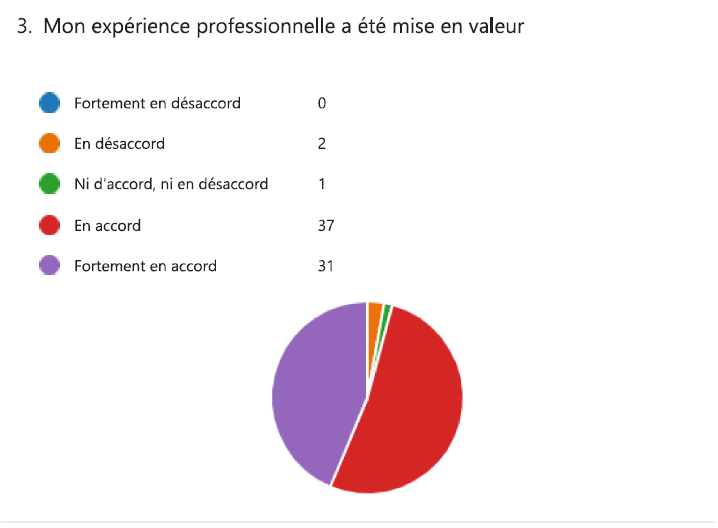 3. Mon expérience professionnelle a été mise en valeur
Fortement en désaccord 0
En désaccord 2
Ni d'accord, ni en désaccord 1
En accord 37
Fortement en accord 31